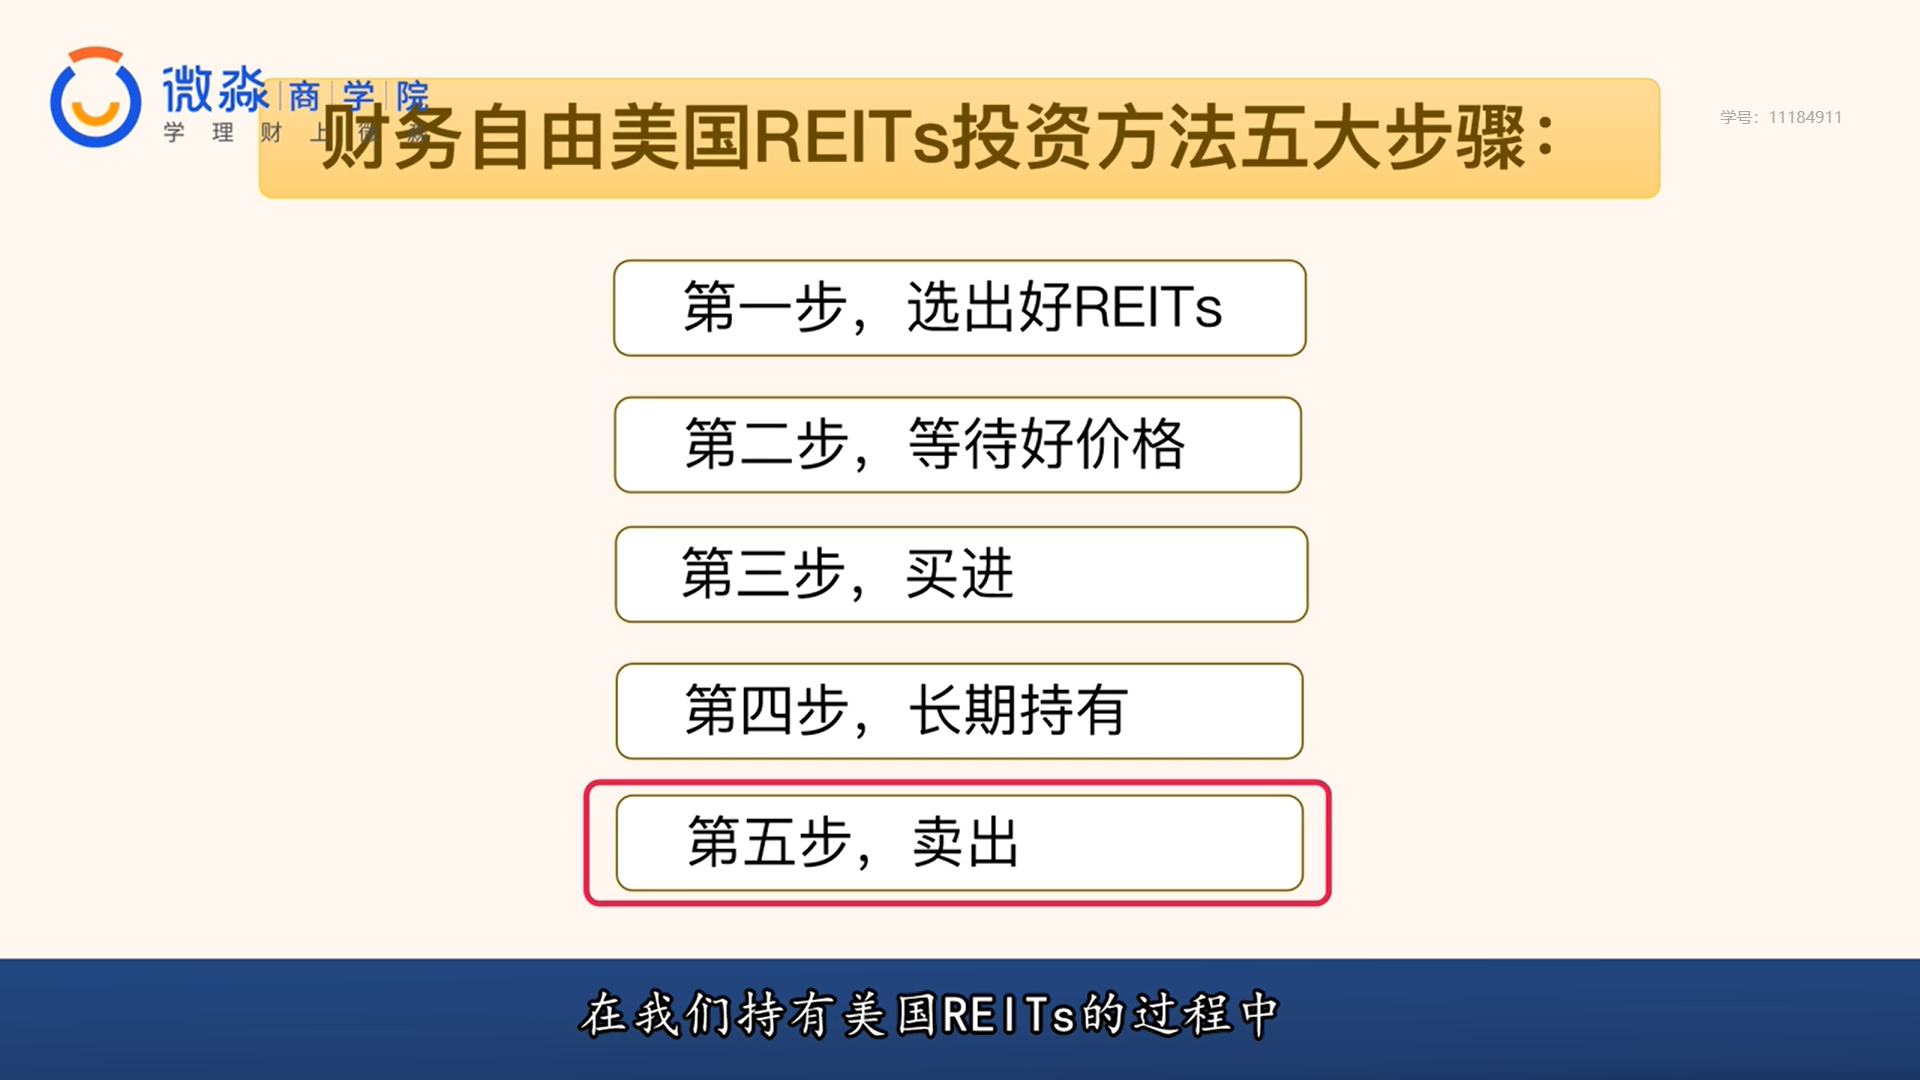 微淼 商 学 院
学 理 财 上 微 淼
学号：11184911
财务自由美国REITs投资方法五大步骤：
第一步，选出好REITs
第二步，等待好价格
第三步，买进
第四步，长期持有
第五步，卖出
在我们持有美国REITs的过程中